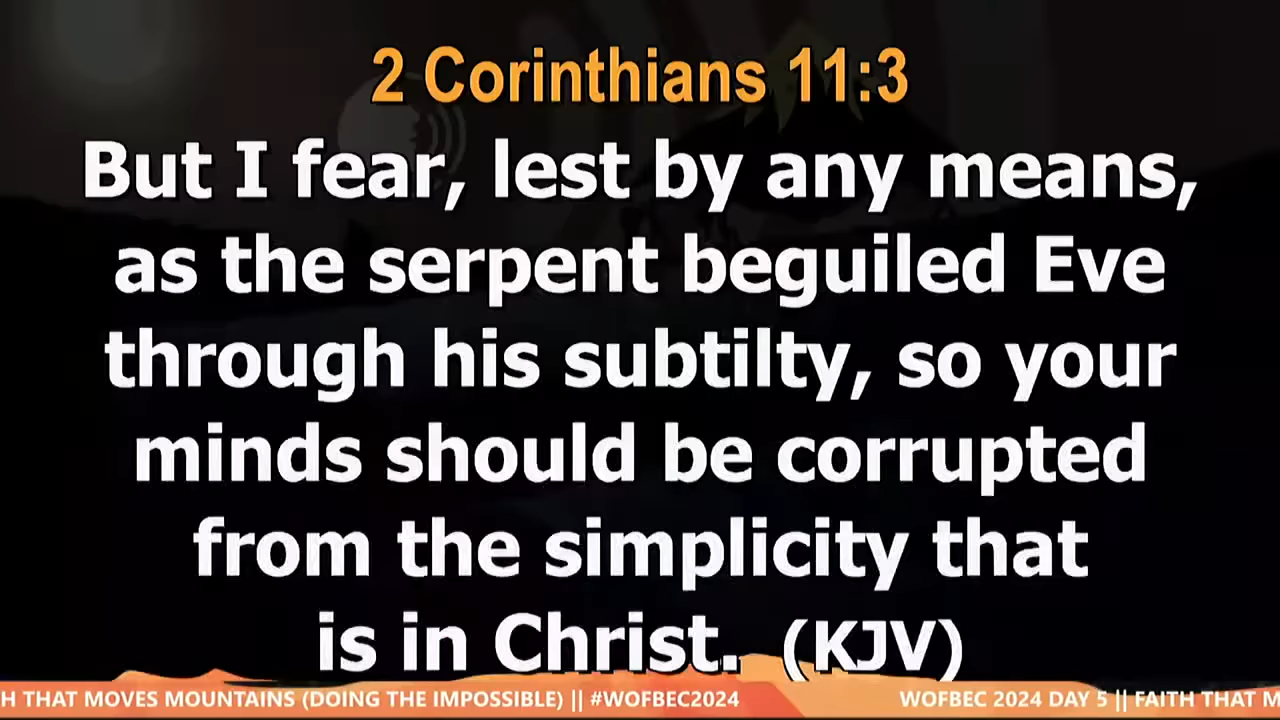 2 Corinthians 11:3
But I fear, lest by any means,
as the serpent beguiled Eve
through his subtilty, so your
minds should be corrupted
from the simplicity that
is in Christ. (KJV)
H THAT MOVES MOUNTAINS (DOING THE IMPOSSIBLE) || #WOFBEC2024 WOFBEC 2024 DAY 5 || FAITH THAT M